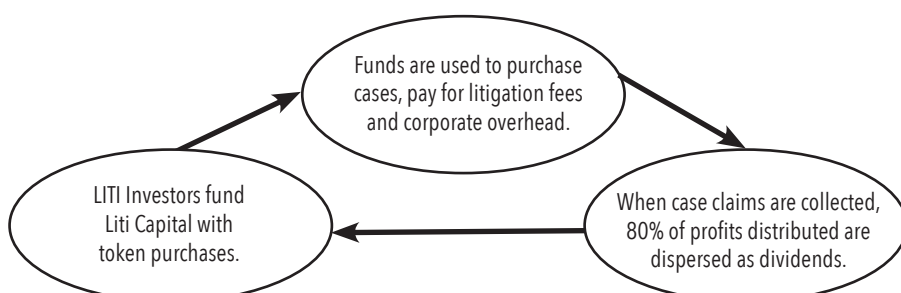 Funds are used to purchase
cases, pay for litigation fees
and corporate overhead.
LITI Investors fund
Liti Capital with
token purchases.
When case claims are collected,
80% of profits distributed are
dispersed as dividends.